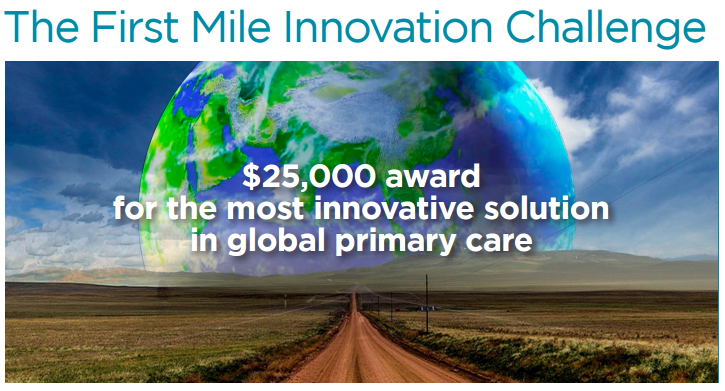 The First Mile Innovation Challenge
$25,000 award
for the most innovative solution
in global primary care